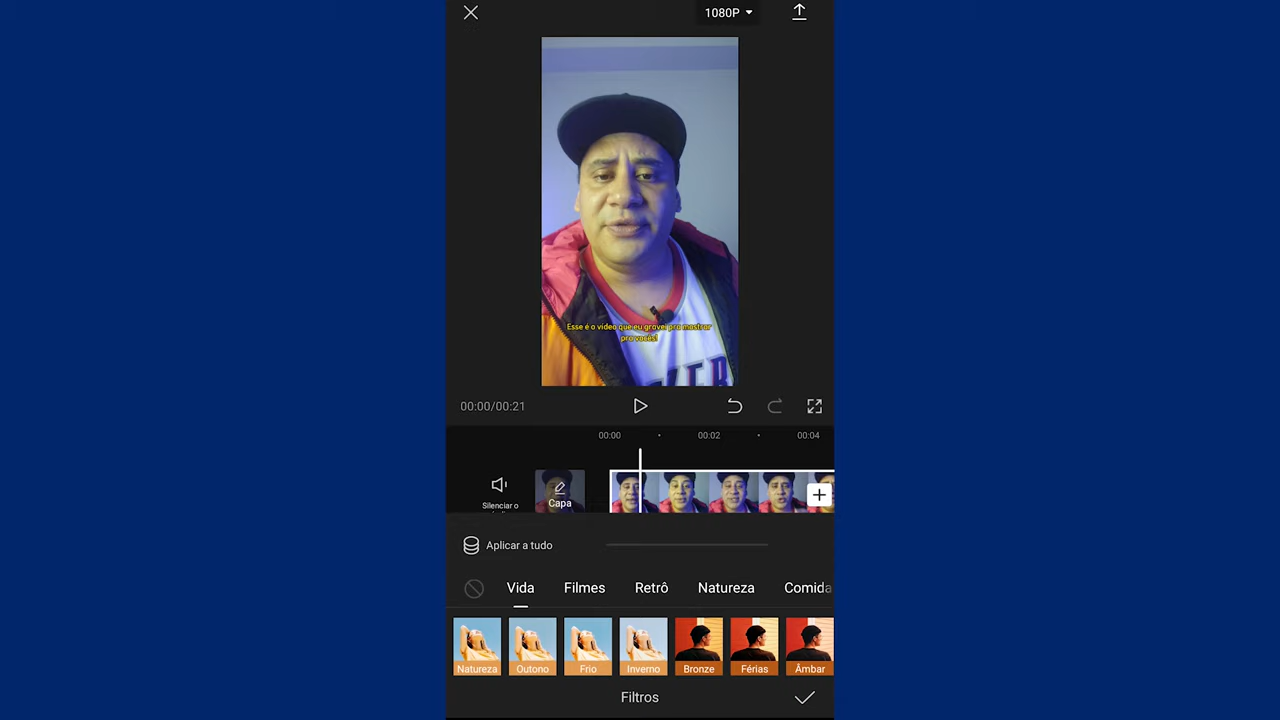 1080P
Esse é o vídeo que eu gravei pro mostrar
pro vocês!
00:00/00:21
00:00
00:02
00:04
Silenciar o
Capa
Aplicar a tudo
Vida
Filmes
Retrô
Natureza
Comida
Natureza
Outono
Frio
Inverno
Bronze
Férias
Âmbar
Filtros